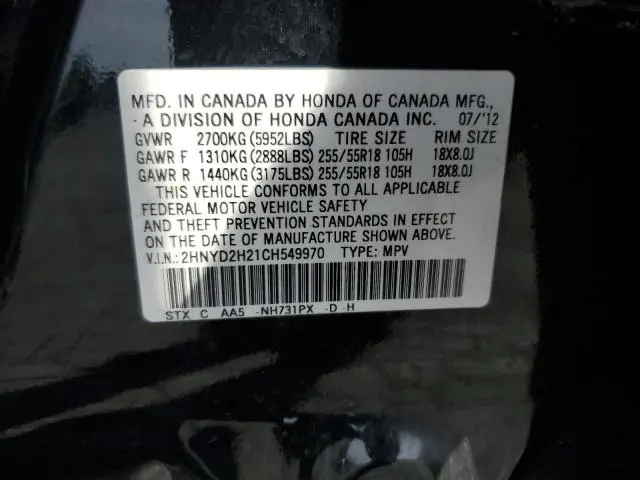 MFD. IN CANADA BY HONDA OF CANADA MFG.,
- A DIVISION OF HONDA CANADA INC. 07/'12
GVWR 2700KG(5952LBS) TIRE SIZE RIM SIZE
GAWR F 1310KG(2888LBS) 255/55R18 105H 18X8.0J
GAWR R 1440KG(3175LBS) 255/55R18 105H 18X8.0J
THIS VEHICLE CONFORMS TO ALL APPLICABLE
FEDERAL MOTOR VEHICLE SAFETY
AND THEFT PREVENTION STANDARDS IN EFFECT
ON THE DATE OF MANUFACTURE SHOWN ABOVE.
V.I.N.:2HNYD2H21CH549970 TYPE: MPV
STX C AA5 -NH731PX -D -H